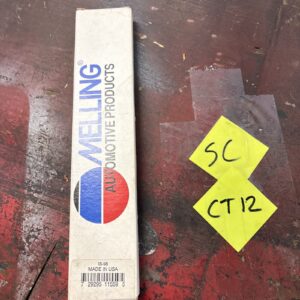 MELLING®
AUTOMOTIVE PRODUCTS
MADE IN USA
SC
CT12